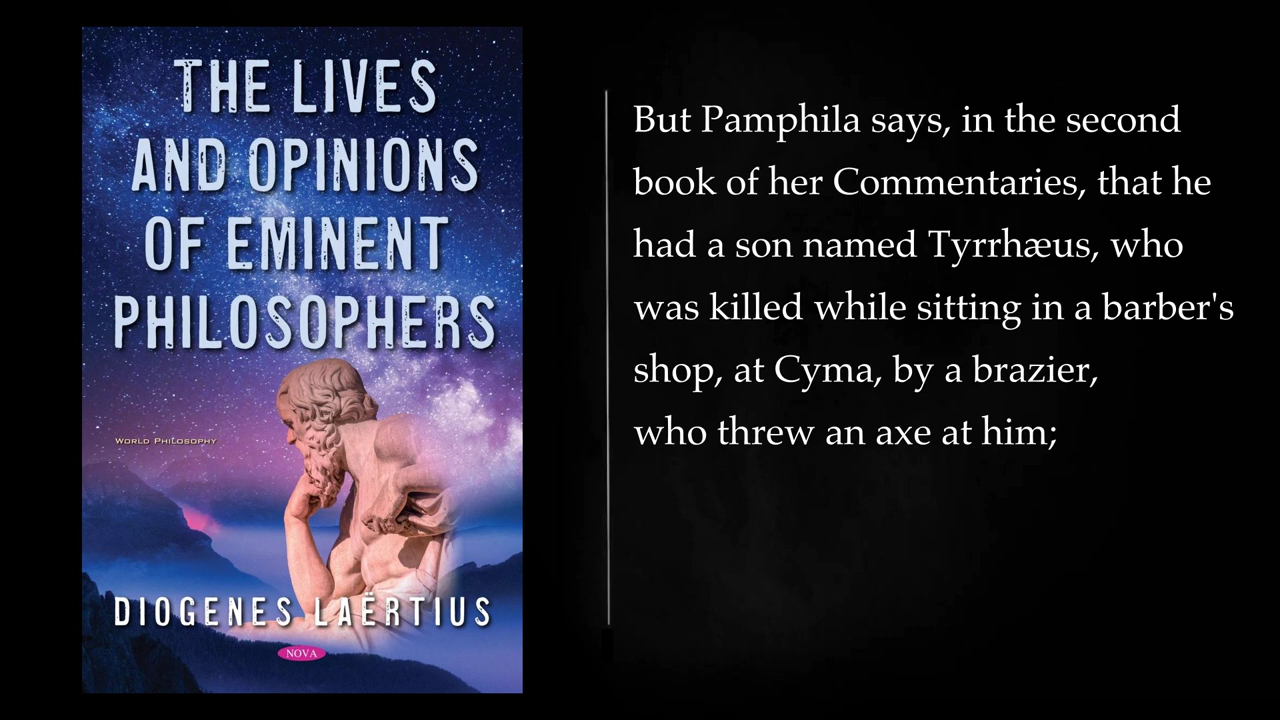 THE LIVES
AND OPINIONS
OF EMINENT
PHILOSOPHERS
WORLD PHILOSOPHY
DIOGENES LAËRTIUS
NOVA
But Pamphila says, in the second
book of her Commentaries, that he
had a son named Tyrrhæus, who
was killed while sitting in a barber's
shop, at Cyma, by a brazier,
who threw an axe at him;